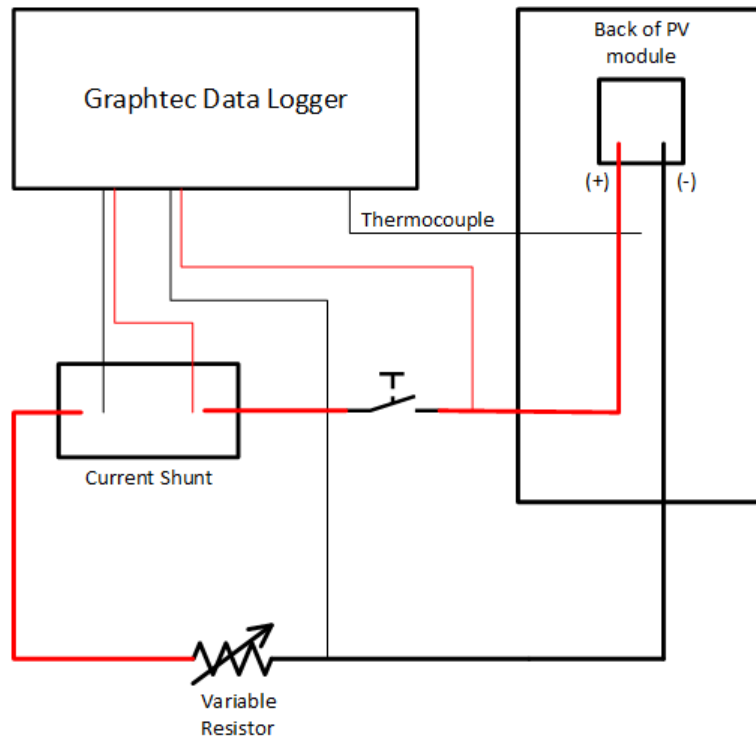 Back of PV
module
Graphtec Data Logger
(+)
(-)
Thermocouple
Current Shunt
Variable
Resistor